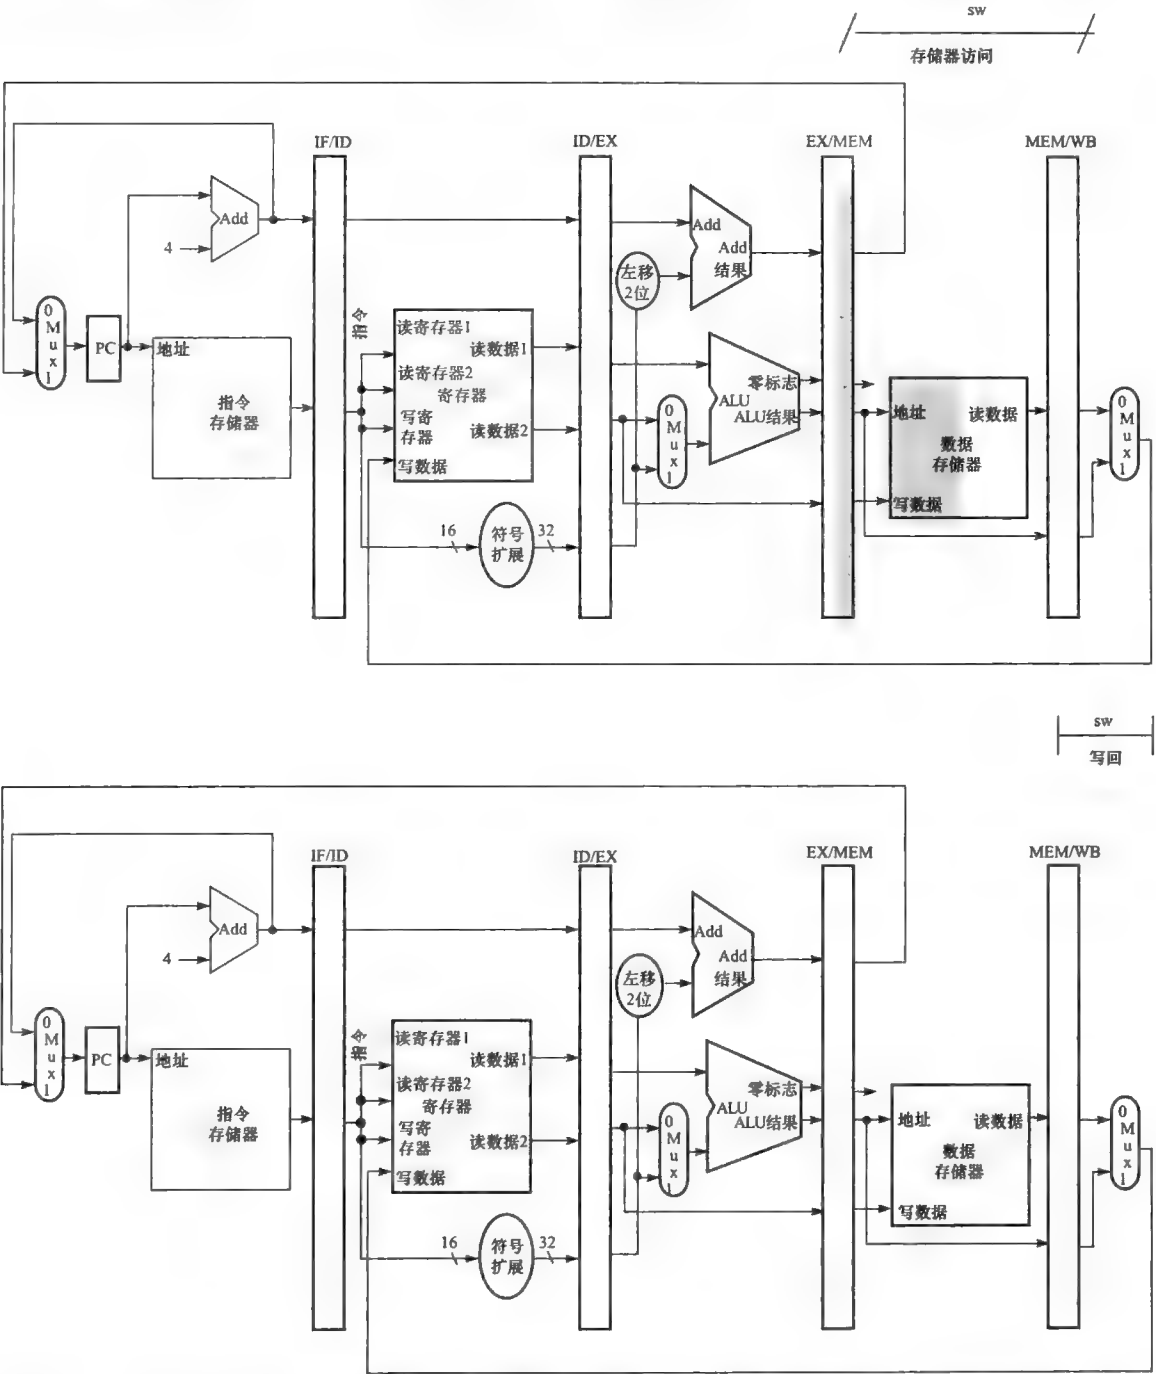 sw
存储器访问
IF/ID
ID/EX
EX/MEM
MEM/WB
Add
4
Add
Add
结果
左移
2位
0
M
u
x
1
PC
地址
指令
存储器
指令
读寄存器1
读数据1
读寄存器2
寄存器
写寄
存器
读数据2
写数据
16
符号
扩展
32
0
M
u
x
1
零标志
ALU
ALU结果
地址
读数据
数据
存储器
写数据
0
M
u
x
1
sw
写回
IF/ID
ID/EX
EX/MEM
MEM/WB
Add
4
Add
Add
结果
左移
2位
0
M
u
x
1
PC
地址
指令
存储器
指令
读寄存器1
读数据1
读寄存器2
寄存器
写寄
存器
读数据2
写数据
16
符号
扩展
32
0
M
u
x
1
零标志
ALU
ALU结果
地址
读数据
数据
存储器
写数据
0
M
u
x
1